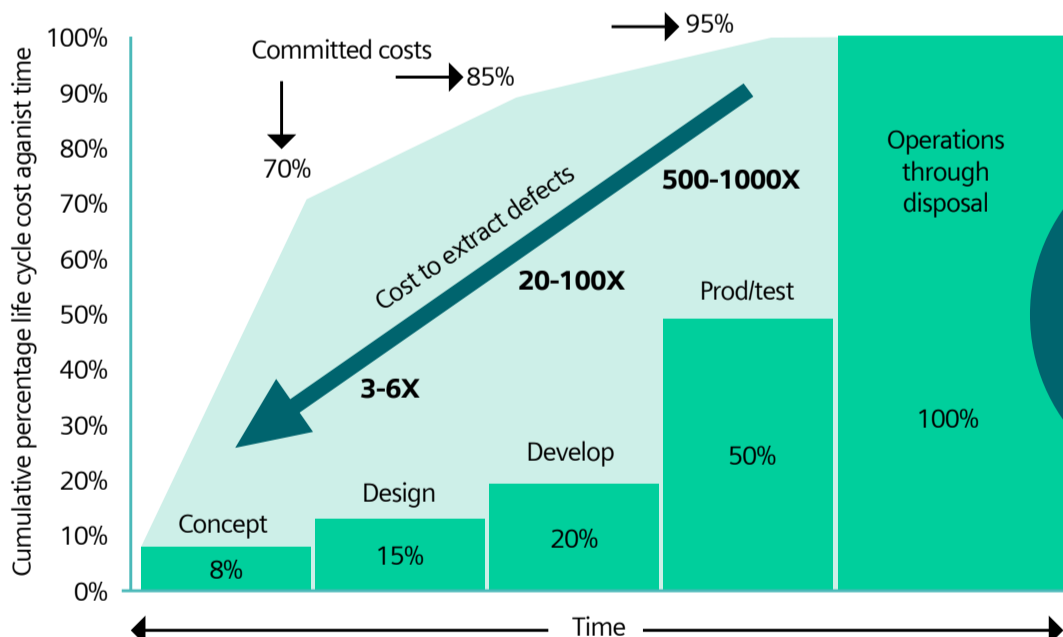 Cumulative percentage life cycle cost aganist time
100%
90%
80%
70%
60%
50%
40%
30%
20%
10%
0%
Committed costs
70%
85%
95%
Cost to extract defects
3-6X
20-100X
500-1000X
Concept
8%
Design
15%
Develop
20%
Prod/test
50%
Operations
through
disposal
100%
Time